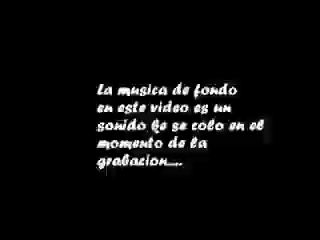 La musica de fondo
en este video es un
sonido ke se colo en el
momento de la
grabacion....